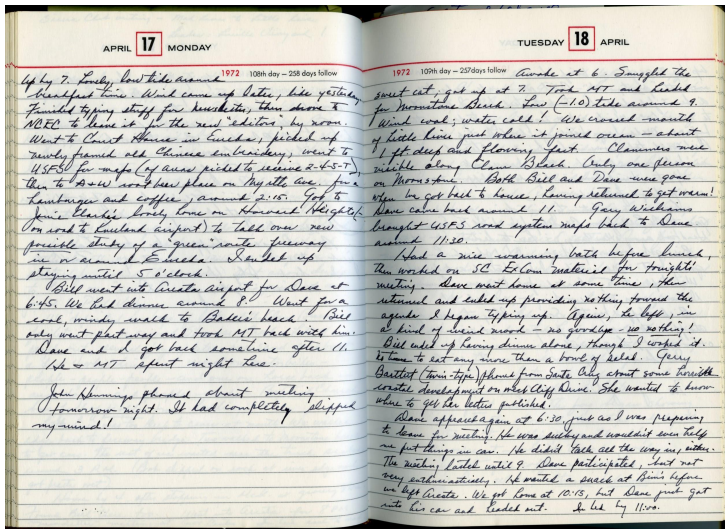 APRIL 17 MONDAY
1972 108th day – 258 days follow
Up by 7. Lovely, low tide around
breakfast time. Wind came up later, like yesterday.
Finished typing stuff for newsletter, then drove to
NCEC to leave it for the new "editors" by noon.
Went to Court House in Eureka; picked up
newly framed old Chinese embroidery; went to
USFS for maps (of areas picked to receive 2-4-5-T),
then to A&W root beer place on Myrtle Ave. for a
hamburger and coffee, around 2:15. Got to
lovely home on Howard Heights
on road to Kneeland airport) to talk over new
possible study of a "green" route freeway
in or around Eureka. I ended up
staying until 5 o'clock.
Bill went into Arcata Airport for Dave at
6:45. We had dinner around 8. Went for a
cool, windy walk to Baker's beach. Bill
only went part way and took MT back with him.
Dave and I got back sometime after 11.
He & MT spent night here.
John Hennings phoned about meeting
tomorrow night. It had completely slipped
my mind!
TUESDAY 18 APRIL
1972 109th day – 257 days follow
Awoke at 6. Snuggled the
sweet cat; got up at 7. Took MT and headed
for Moonstone Beach. Low (-1.0) tide around 9.
Wind cool; water cold! We crossed mouth
of Little River just where it joined ocean – about
1 ft deep and flowing fast. Clammers were
visible along Clam Beach. Only one person
on Moonstone. Both Bill and Dave were gone
when we got back to house, having returned to get warm!
Dave came back around 11. Gary Williams
brought USFS road system maps back to Dave
around 11:30.
Had a nice warming bath before lunch,
then worked on SC ExCom material for tonight's
meeting. Dave went home at some time, then
returned and ended up providing nothing toward the
agenda I began typing up. Again, he left, in
a kind of weird mood – no goodbye – no nothing!
Bill ended up having dinner alone, though I worked it.
No time to eat any more than a bowl of salad. Gerry
Bartlett (twin-type) phoned from Santa Cruz about some horrible
coastal development on West Cliff Drive. She wanted to know
where to get her letters published.
Dave appeared again at 6:30 just as I was preparing
to leave for meeting. He was sulky and wouldn't even help
me put things in car. He didn't talk all the way in, either.
The meeting lasted until 9. Dave participated, but not
very enthusiastically. He wanted a snack at Bim's before
we left Arcata. We got home at 10:15, but Dave just got
into his car and headed out. In bed by 11:00.